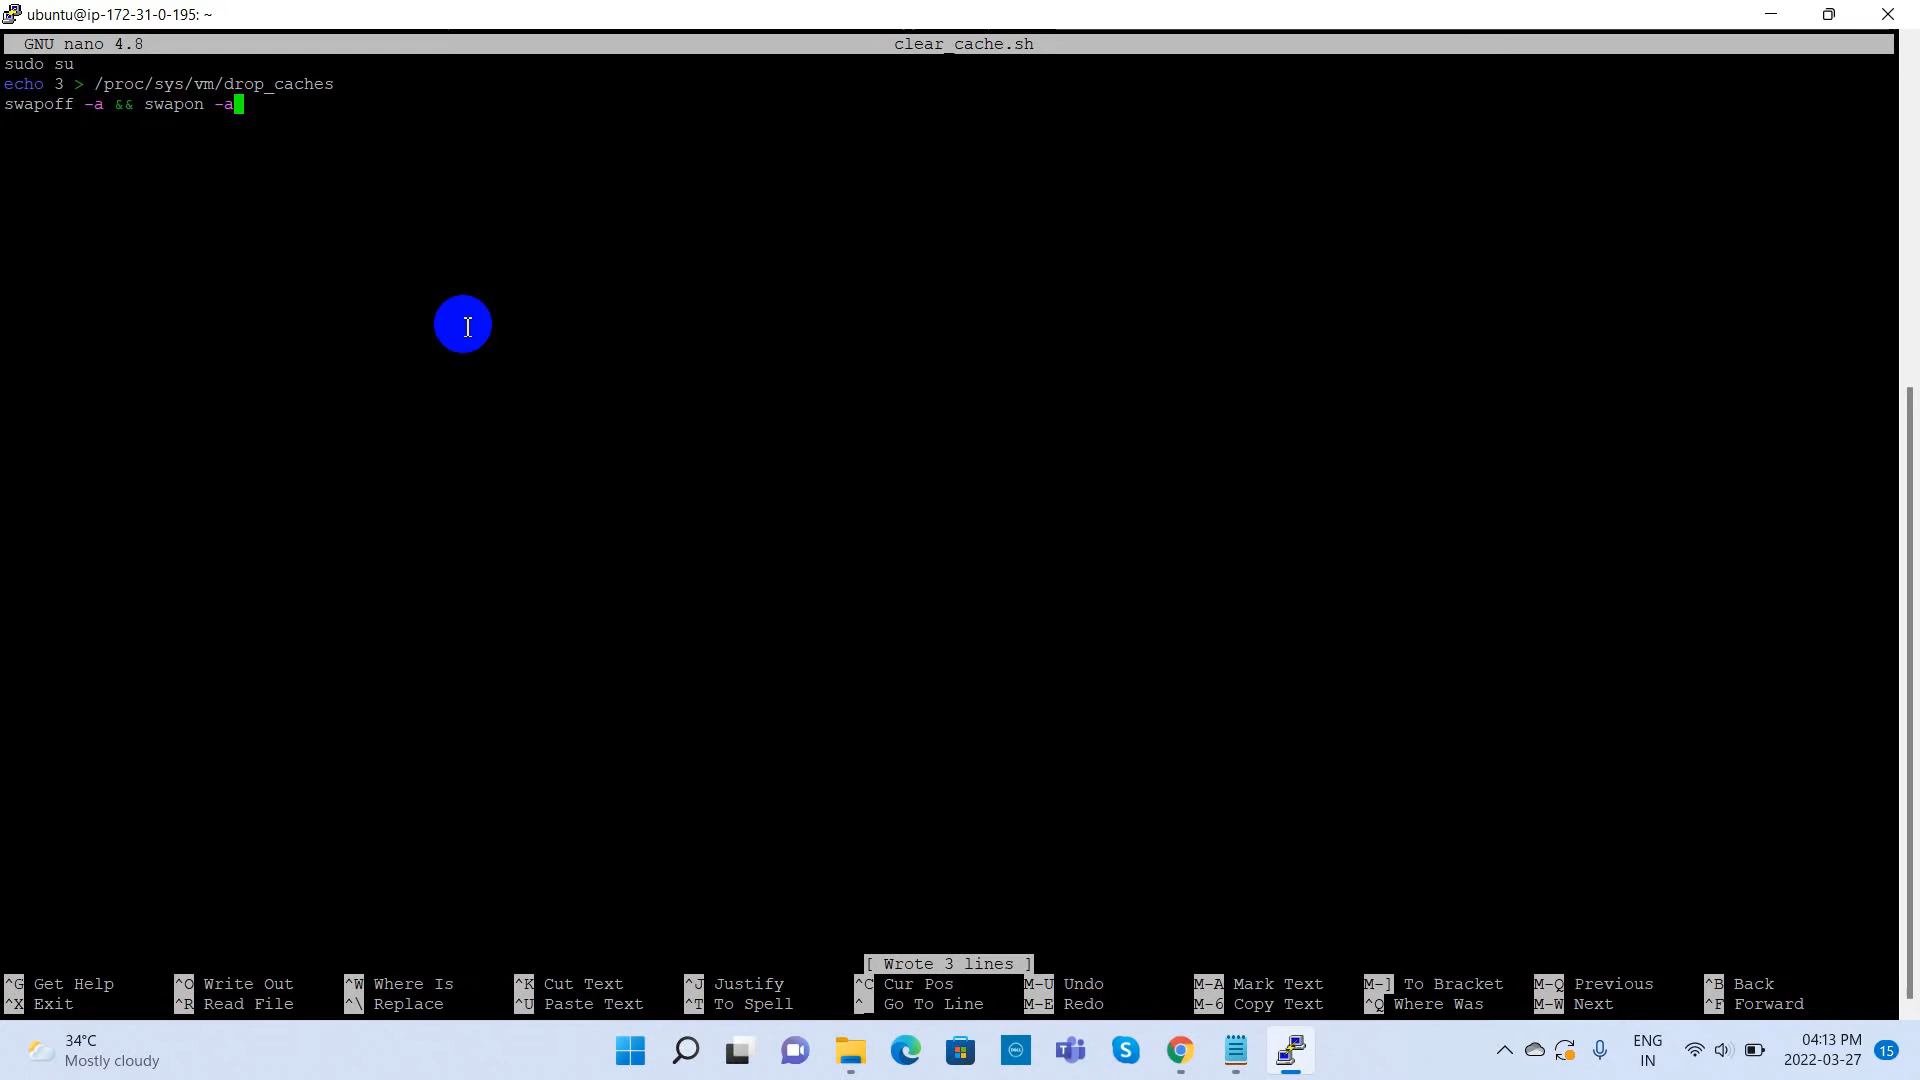 ubuntu@ip-172-31-0-195: ~
GNU nano 4.8 clear_cache.sh
sudo su
echo 3 > /proc/sys/vm/drop_caches
swapoff -a && swapon -a
[ Wrote 3 lines ]
^G Get Help ^O Write Out ^W Where Is ^K Cut Text ^J Justify ^C Cur Pos M-U Undo M-A Mark Text M-] To Bracket M-Q Previous ^B Back
^X Exit ^R Read File ^\ Replace ^U Paste Text ^T To Spell ^_ Go To Line M-E Redo M-6 Copy Text ^Q Where Was M-W Next ^F Forward
34°C
Mostly cloudy
DELL
ENG
IN
04:13 PM
2022-03-27
15